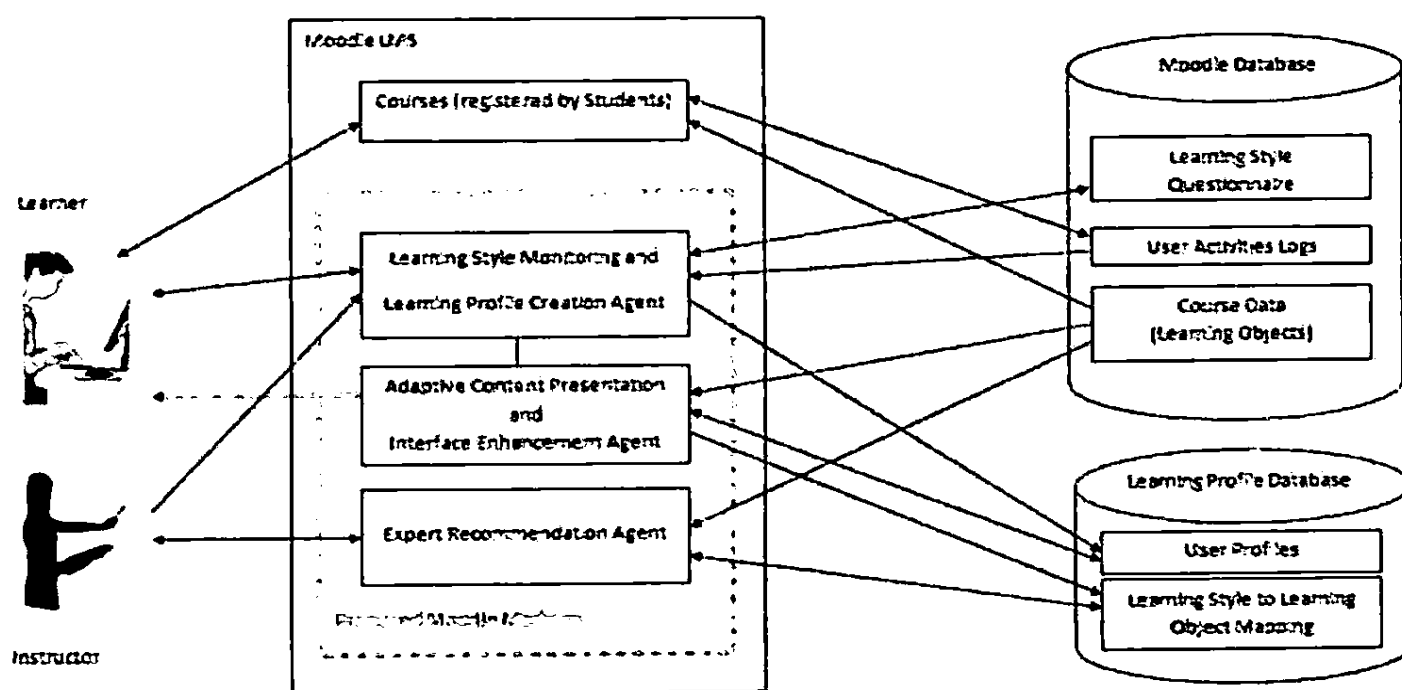 Moodle LMS
Courses (registered by Students)
Learner
Learning Style Monitoring and
Learning Profile Creation Agent
Adaptive Content Presentation
and
Interface Enhancement Agent
Expert Recommendation Agent
Proposed Moodle
Instructor
Moodle Database
Learning Style
Questionnaire
User Activities Logs
Course Data
(Learning Objects)
Learning Profile Database
User Profiles
Learning Style to Learning
Object Mapping